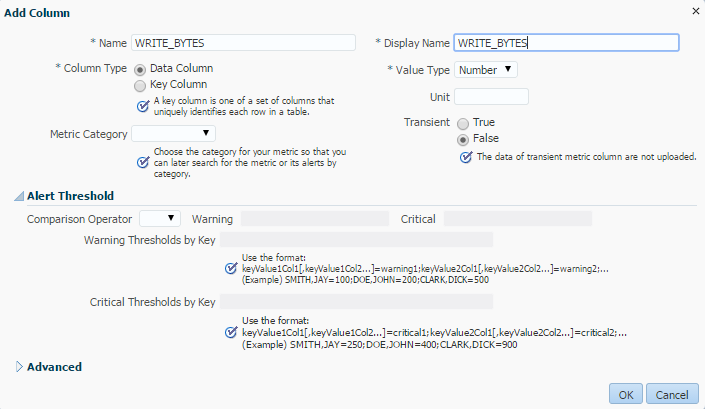 Add Column
* Name WRITE_BYTES * Display Name WRITE_BYTES
* Column Type Data Column * Value Type Number
Key Column
A key column is one of a set of columns that
uniquely identifies each row in a table.
Unit
Transient True
False
Metric Category
Choose the category for your metric so that you
can later search for the metric or its alerts by
category.
The data of transient metric column are not uploaded.
Alert Threshold
Comparison Operator Warning Critical
Warning Thresholds by Key
Use the format:
keyValue1Col1[,keyValue1Col2...]=warning1;keyValue2Col1[,keyValue2Col2...]=warning2;...
(Example) SMITH,JAY=100;DOE,JOHN=200;CLARK,DICK=500
Critical Thresholds by Key
Use the format:
keyValue1Col1[,keyValue1Col2...]=critical1;keyValue2Col1[,keyValue2Col2...]=critical2;...
(Example) SMITH,JAY=250;DOE,JOHN=400;CLARK,DICK=900
Advanced
OK Cancel